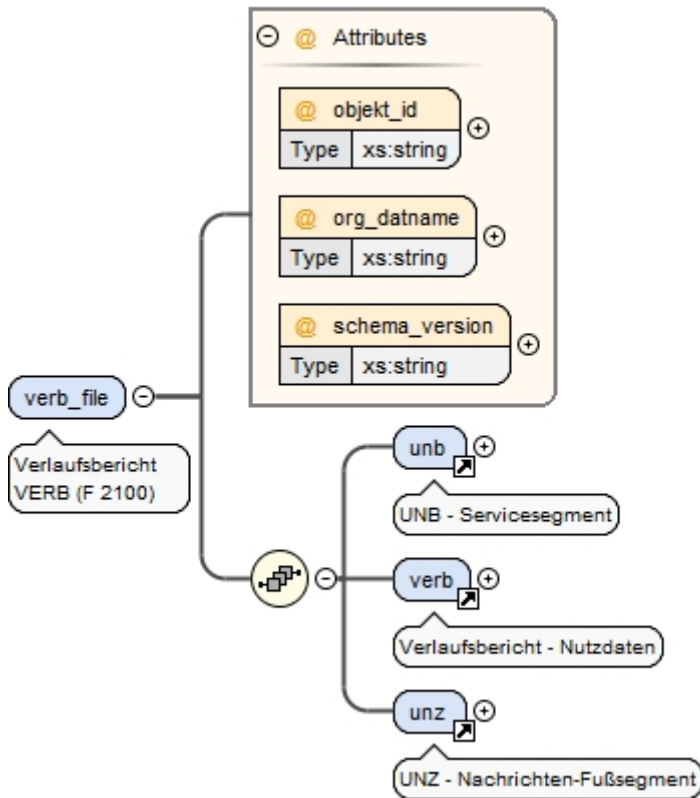 @ Attributes
@ objekt_id
Type xs:string
@ org_datname
Type xs:string
@ schema_version
Type xs:string
verb_file
Verlaufsbericht
VERB (F 2100)
unb
UNB - Servicesegment
verb
Verlaufsbericht - Nutzdaten
unz
UNZ - Nachrichten-Fußsegment